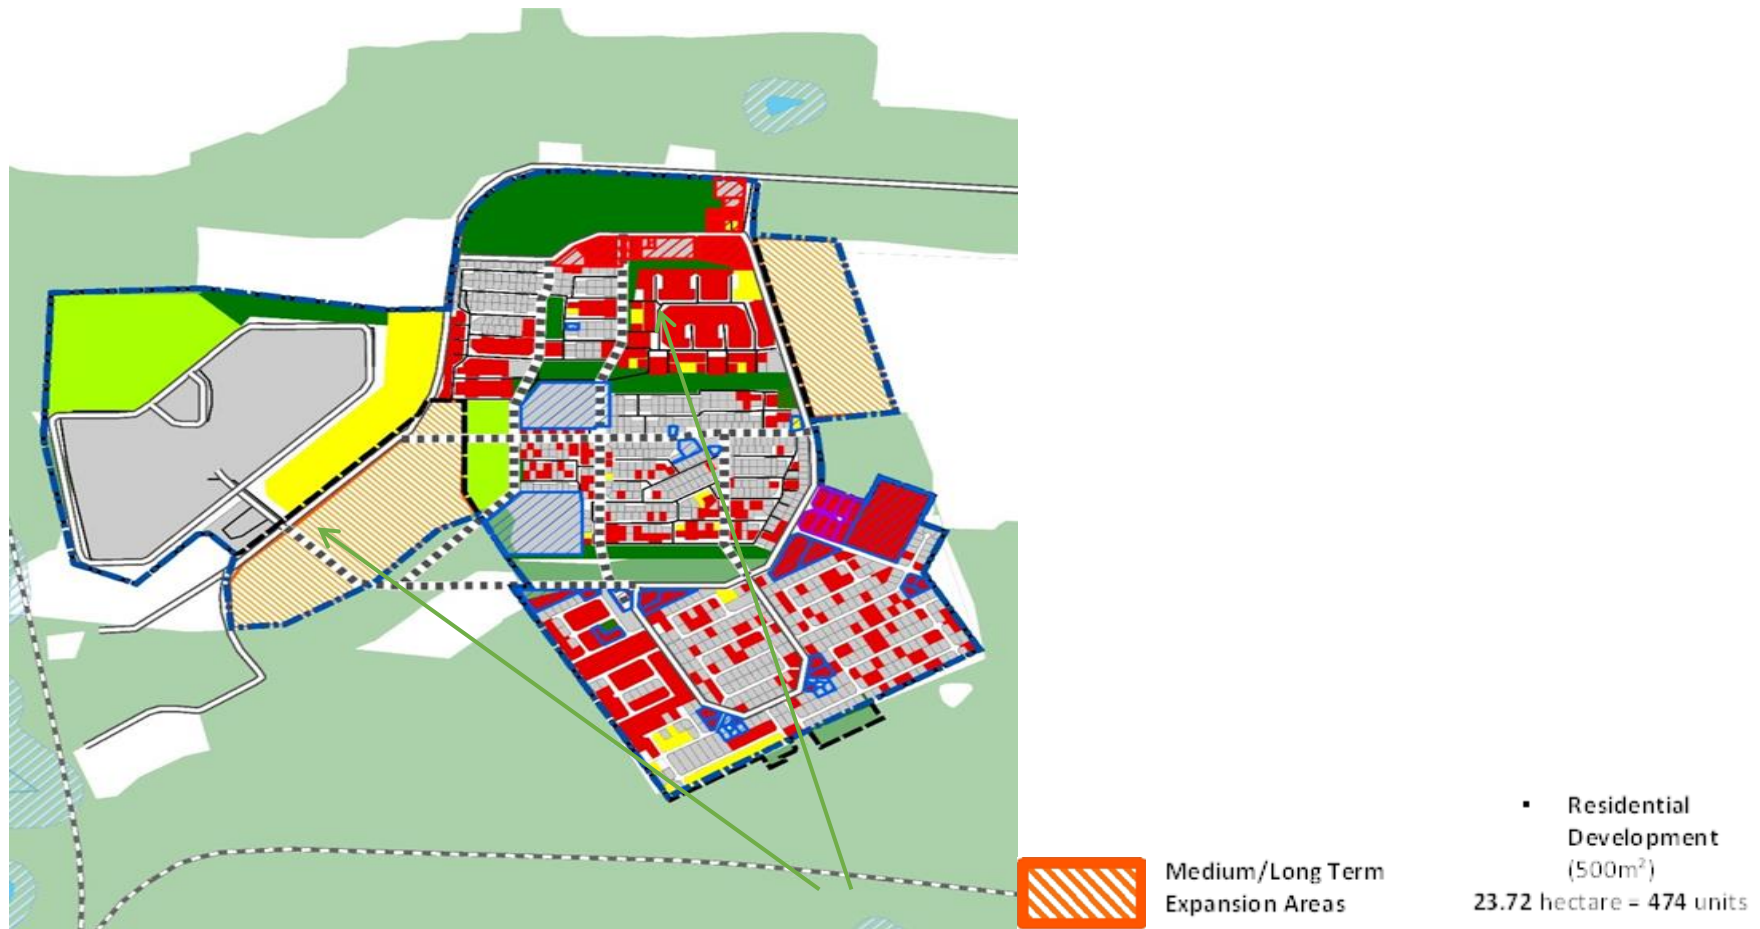 Medium/Long Term
Expansion Areas
▪ Residential
Development
(500m²)
23.72 hectare = 474 units